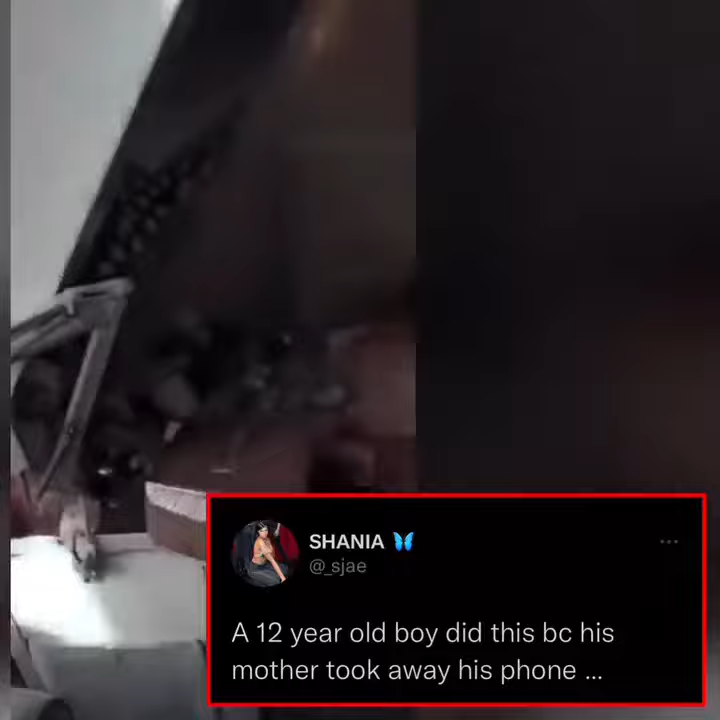 SHANIA 🦋
@_sjae
A 12 year old boy did this bc his
mother took away his phone ...